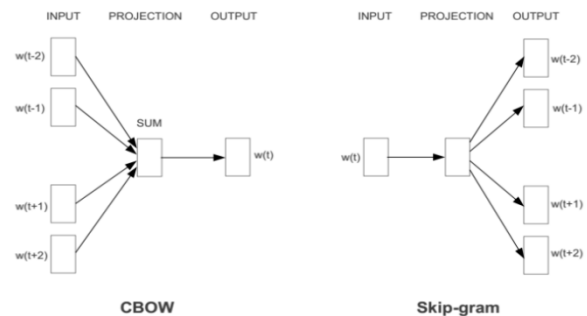 INPUT PROJECTION OUTPUT
w(t-2)
w(t-1)
SUM
w(t)
w(t+1)
w(t+2)
CBOW
INPUT PROJECTION OUTPUT
w(t-2)
w(t-1)
w(t)
w(t+1)
w(t+2)
Skip-gram